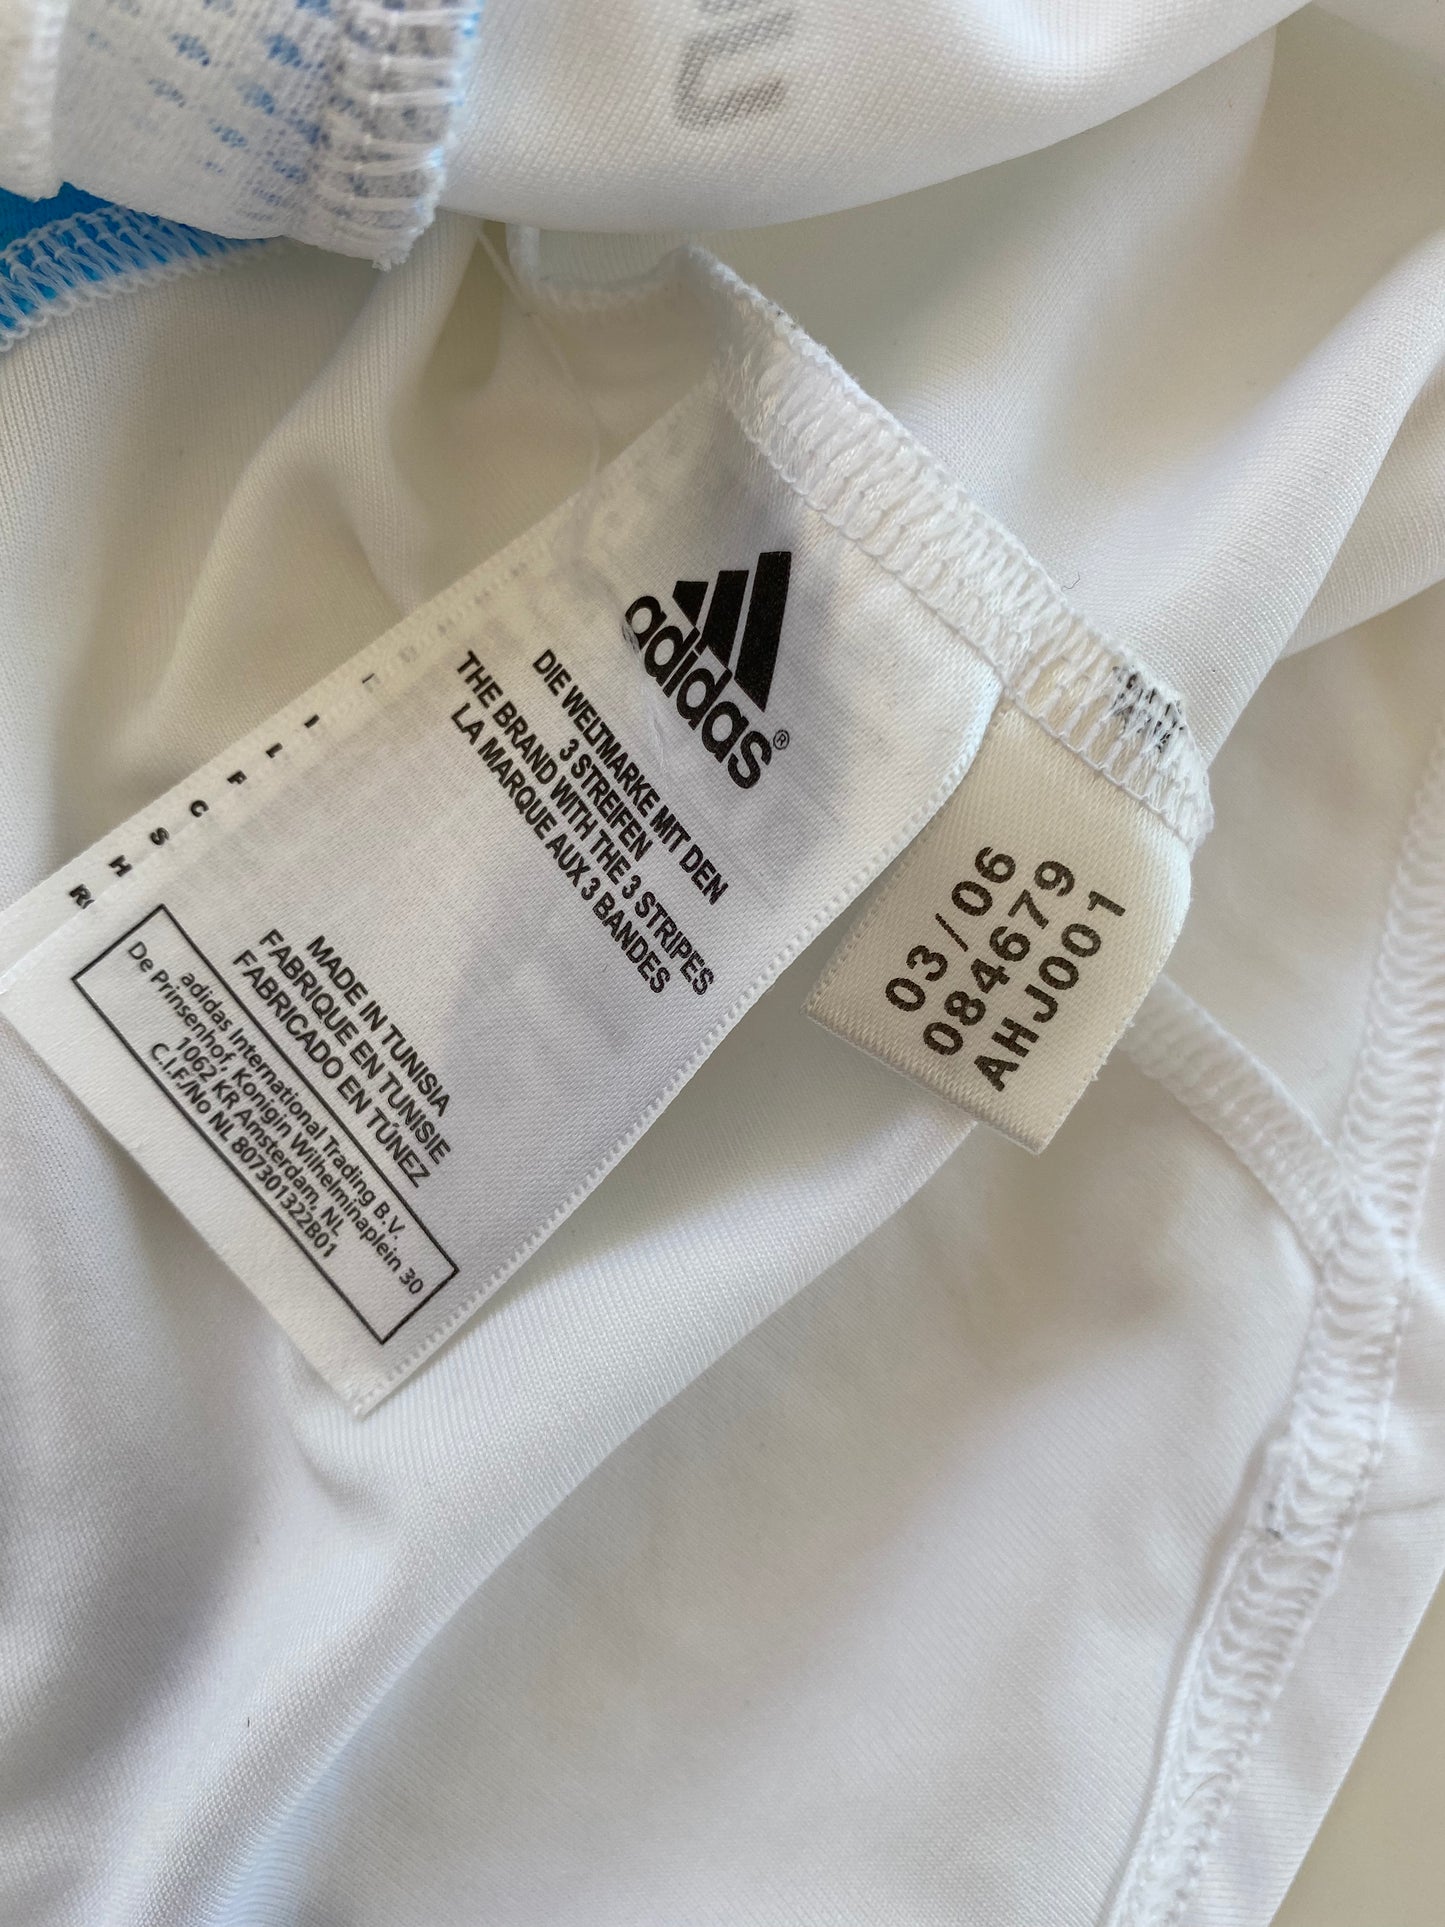 adidas®
DIE WELTMARKE MIT DEN
3 STREIFEN
THE BRAND WITH THE 3 STRIPES
LA MARQUE AUX 3 BANDES
MADE IN TUNISIA
FABRIQUE EN TUNISIE
FABRICADO EN TÚNEZ
adidas International Trading B.V.
De Prinsenhof, Konigin Wilhelminaplein 30
1062 KR Amsterdam, NL
C.I.F./No NL 807301322B01
03/06
084679
AHJ001